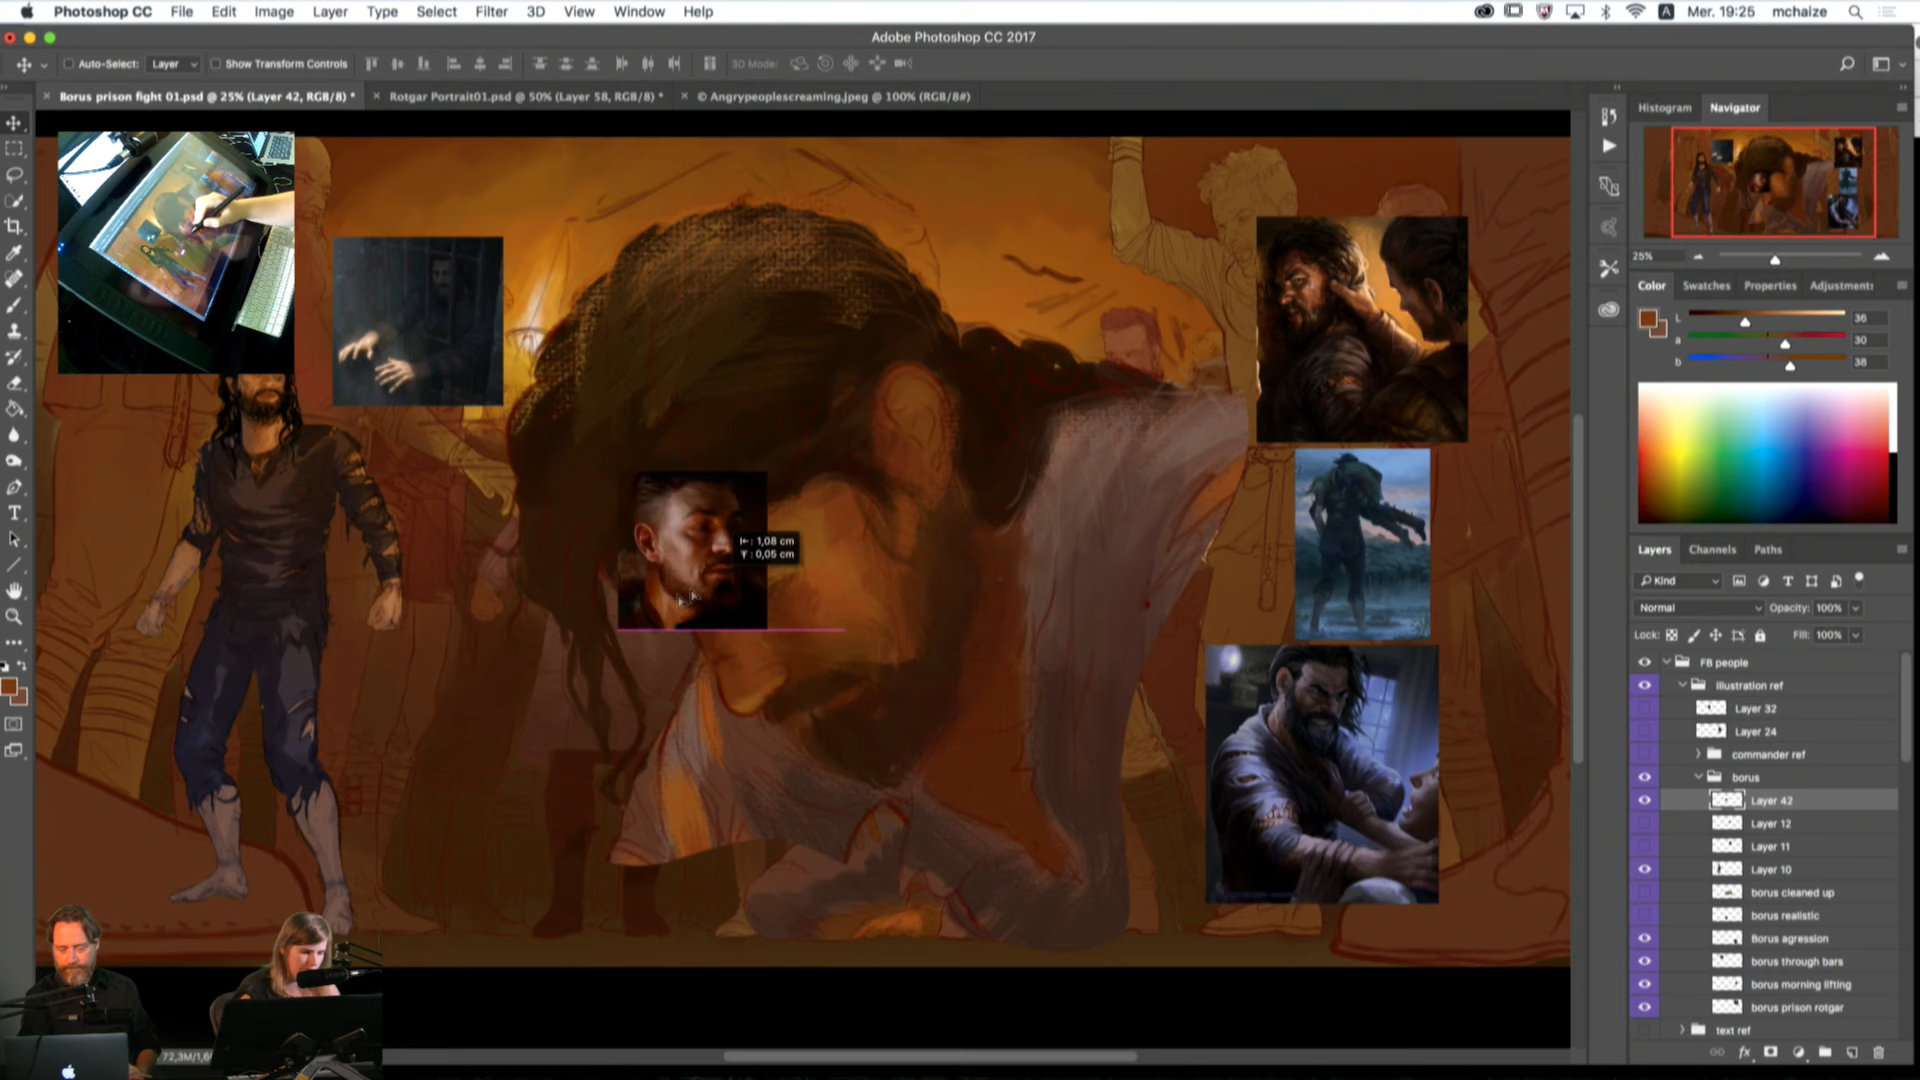 Photoshop CC File Edit Image Layer Type Select Filter 3D View Window Help A Mer. 19:25 mchaize
Adobe Photoshop CC 2017
Auto-Select: Layer Show Transform Controls 3D Mode:
Borus prison fight 01.psd @ 25% (Layer 42, RGB/8) * Rotgar Portrait01.psd @ 50% (Layer 58, RGB/8) * © Angrypeoplescreaming.jpeg @ 100% (RGB/8#)
Histogram Navigator
25%
Color Swatches Properties Adjustments
L 36
a 30
b 38
1,08 cm
0,05 cm
Layers Channels Paths
Kind
Normal Opacity: 100%
Lock: Fill: 100%
FB people
illustration ref
Layer 32
Layer 24
commander ref
borus
Layer 42
Layer 12
Layer 11
Layer 10
borus cleaned up
borus realistic
Borus agression
borus through bars
borus morning lifting
borus prison rotgar
text ref
fx